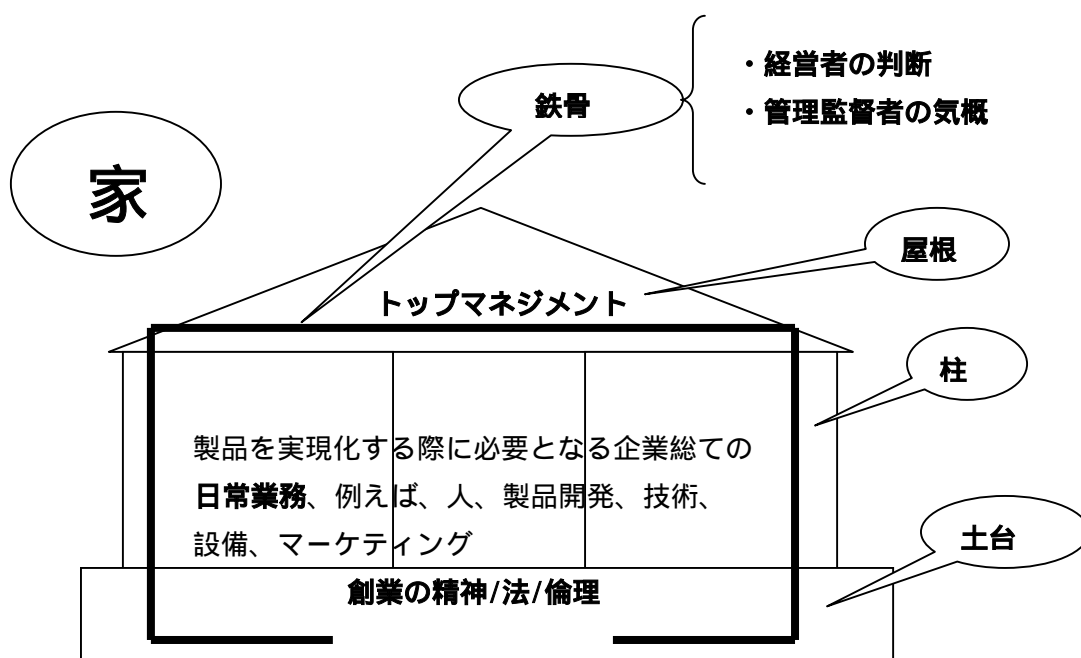 ・経営者の判断
鉄骨
・管理監督者の気概
家
屋根
トップマネジメント
柱
製品を実現化する際に必要となる企業総ての
日常業務、例えば、人、製品開発、技術、
設備、マーケティング
土台
創業の精神/法/倫理